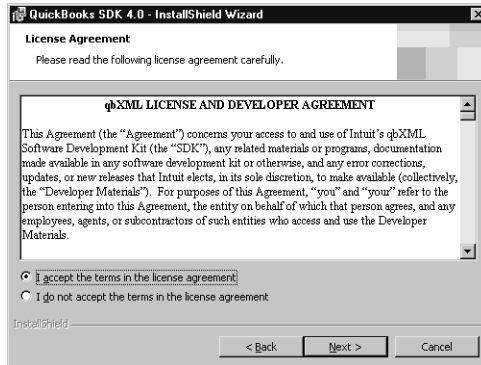 QuickBooks SDK 4.0 - InstallShield Wizard
License Agreement
Please read the following license agreement carefully.
qbXML LICENSE AND DEVELOPER AGREEMENT
This Agreement (the “Agreement”) concerns your access to and use of Intuit’s qbXML
Software Development Kit (the “SDK”), any related materials or programs, documentation
made available in any software development kit or otherwise, and any error corrections,
updates, or new releases that Intuit elects, in its sole discretion, to make available (collectively,
the “Developer Materials”). For purposes of this Agreement, “you” and “your” refer to the
person entering into this Agreement, the entity on behalf of which that person agrees, and any
employees, agents, or subcontractors of such entities who access and use the Developer
Materials.
I accept the terms in the license agreement
I do not accept the terms in the license agreement
InstallShield
< Back Next > Cancel